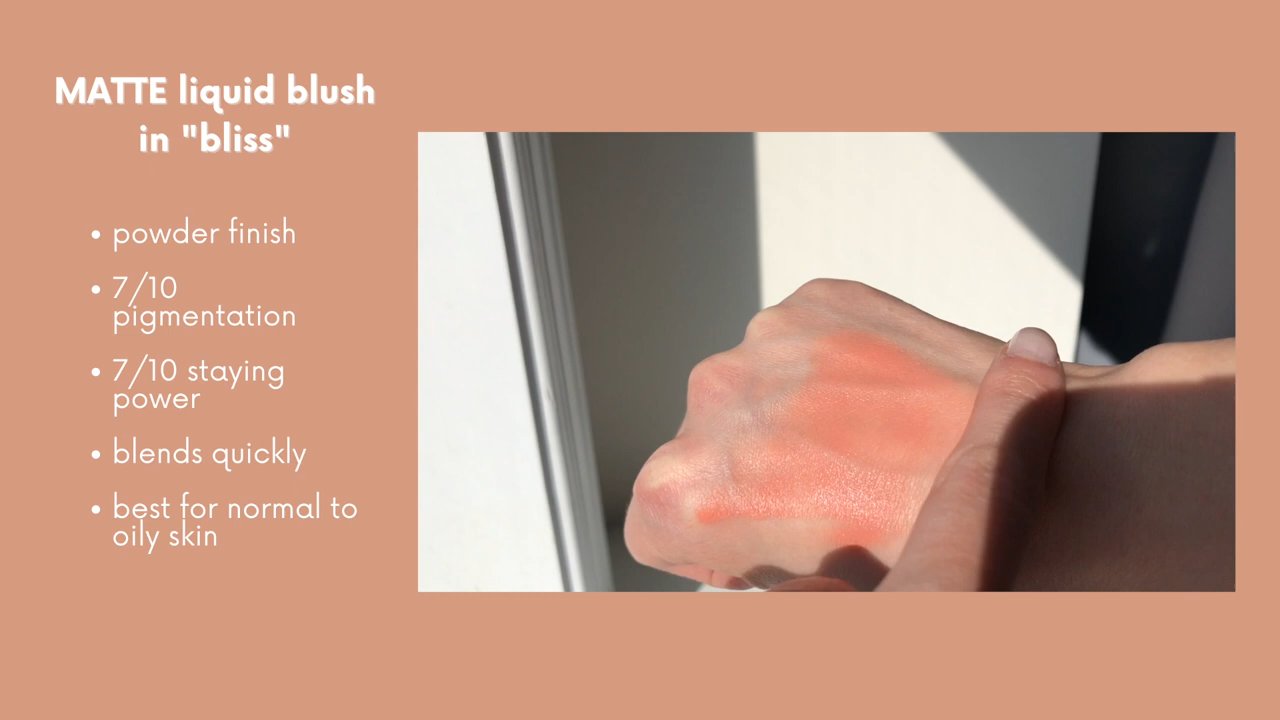 MATTE liquid blush
in "bliss"
• powder finish
• 7/10
pigmentation
• 7/10 staying
power
• blends quickly
• best for normal to
oily skin